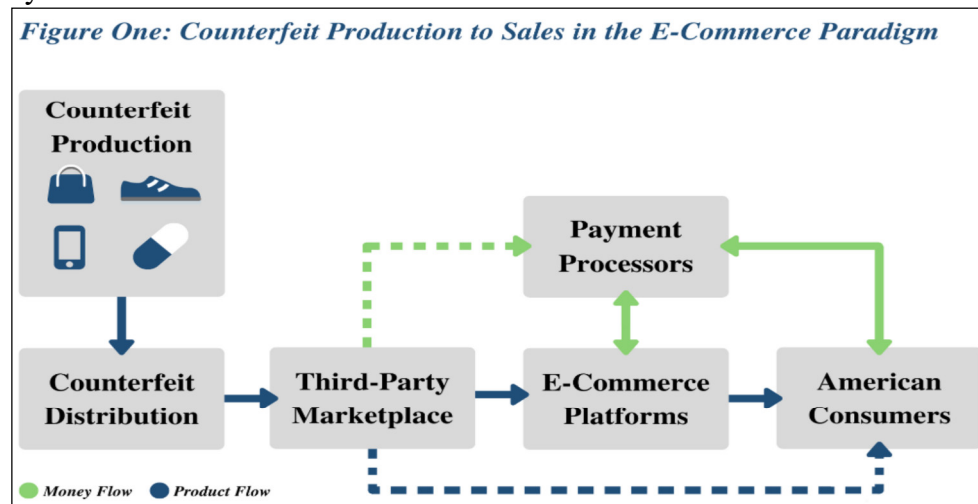 Figure One: Counterfeit Production to Sales in the E-Commerce Paradigm
Counterfeit
Production
Payment
Processors
Counterfeit
Distribution
Third-Party
Marketplace
E-Commerce
Platforms
American
Consumers
Money Flow
Product Flow